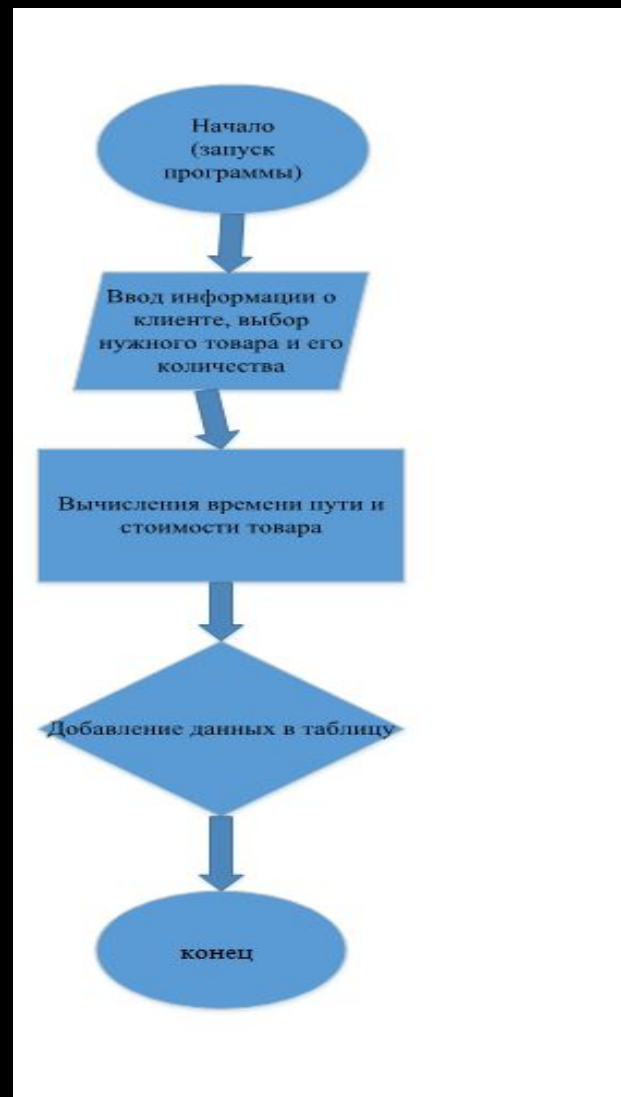 Начало
(запуск
программы)
Ввод информации о
клиенте, выбор
нужного товара и его
количества
Вычисления времени пути и
стоимости товара
Добавление данных в таблицу
конец